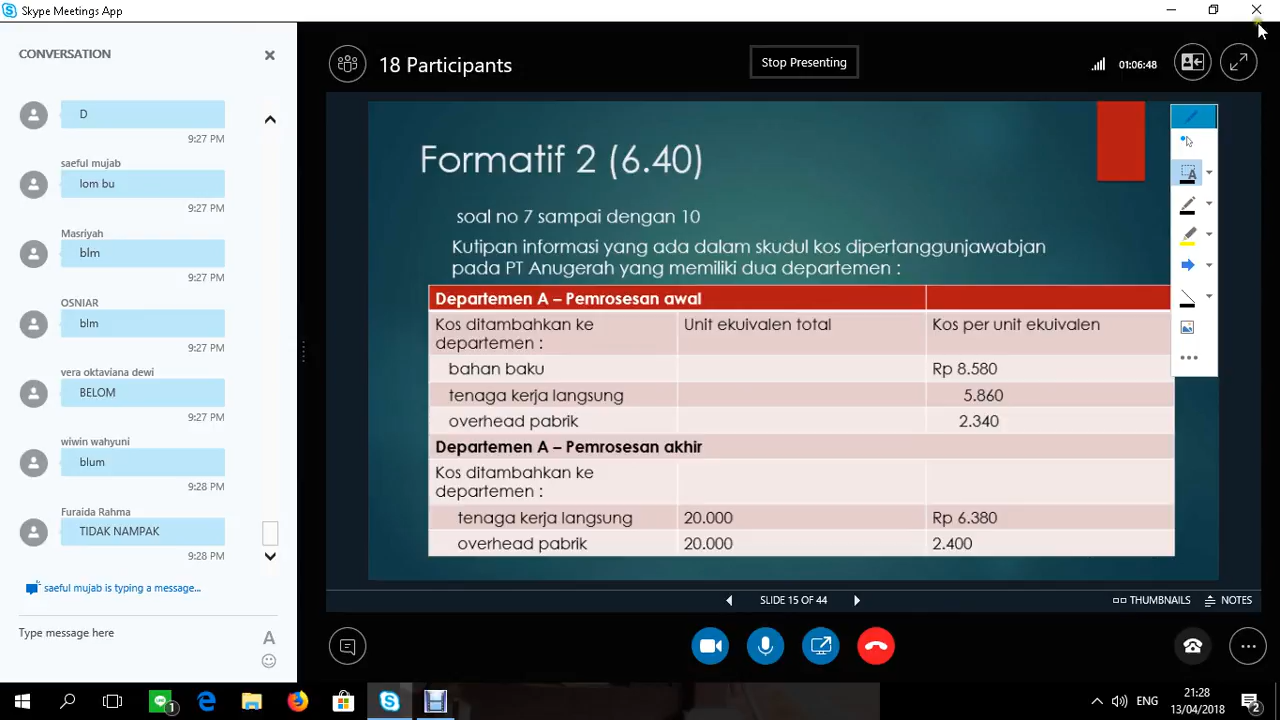 Skype Meetings App
CONVERSATION
D
9:27 PM
saeful mujab
lom bu
9:27 PM
Masriyah
blm
9:27 PM
OSNIAR
blm
9:27 PM
vera oktaviana dewi
BELOM
9:27 PM
wiwin wahyuni
blum
9:28 PM
Furaida Rahma
TIDAK NAMPAK
9:28 PM
saeful mujab is typing a message...
Type message here
A
18 Participants
Stop Presenting
01:06:48
Formatif 2 (6.40)
soal no 7 sampai dengan 10
Kutipan informasi yang ada dalam skudul kos dipertanggunjawabjan
pada PT Anugerah yang memiliki dua departemen :
Departemen A – Pemrosesan awal
Kos ditambahkan ke departemen : Unit ekuivalen total Kos per unit ekuivalen
bahan baku Rp 8.580
tenaga kerja langsung 5.860
overhead pabrik 2.340
Departemen A – Pemrosesan akhir
Kos ditambahkan ke
departemen :
tenaga kerja langsung 20.000 Rp 6.380
overhead pabrik 20.000 2.400
A
SLIDE 15 OF 44
THUMBNAILS
NOTES
1
ENG
21:28
13/04/2018
2